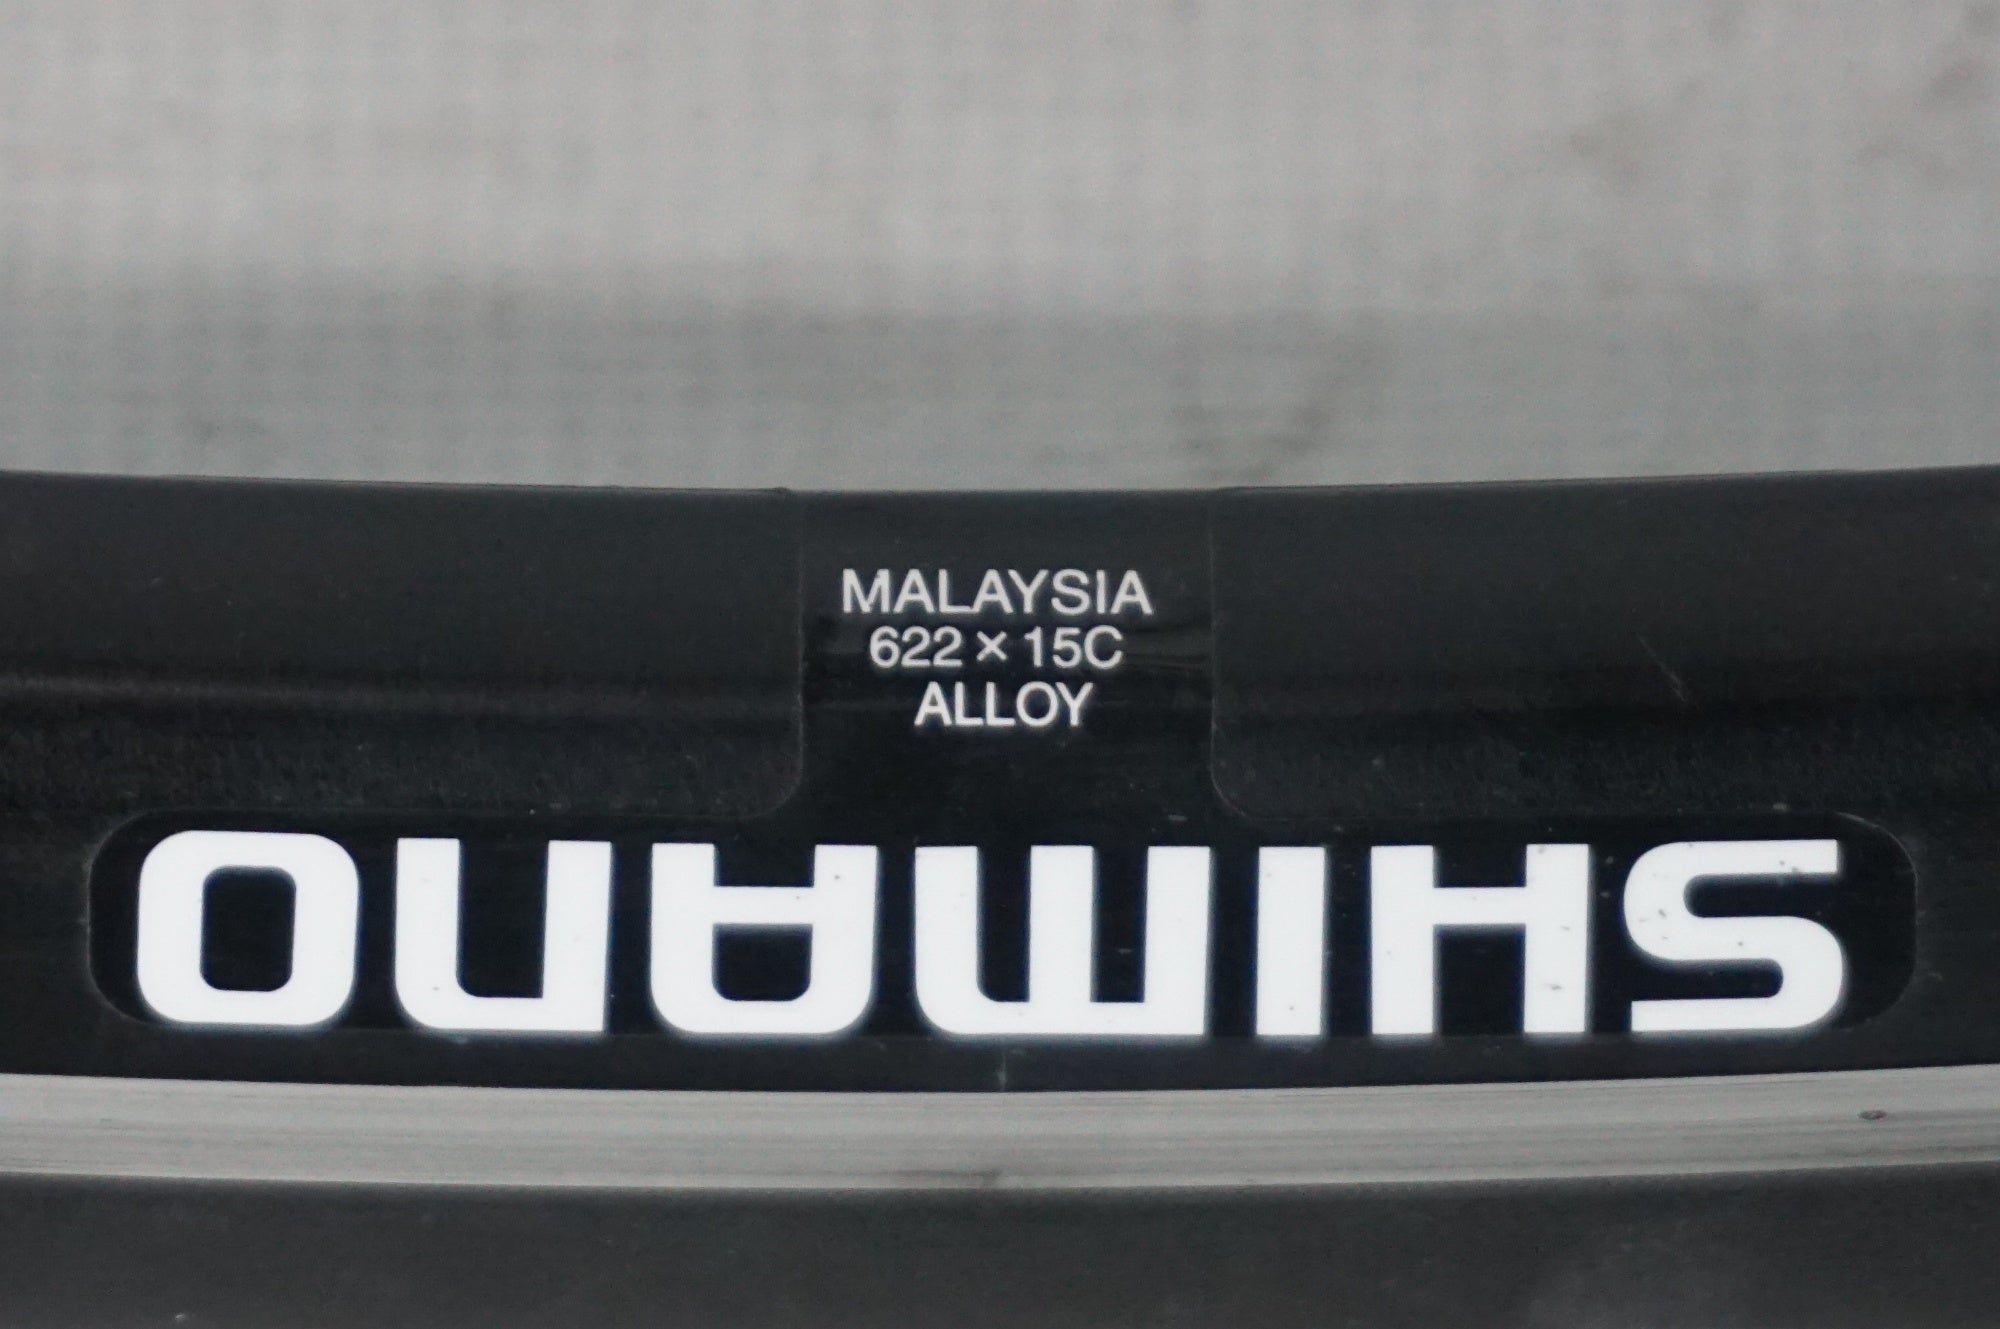 MALAYSIA
622 × 15C
ALLOY
SHIMANO